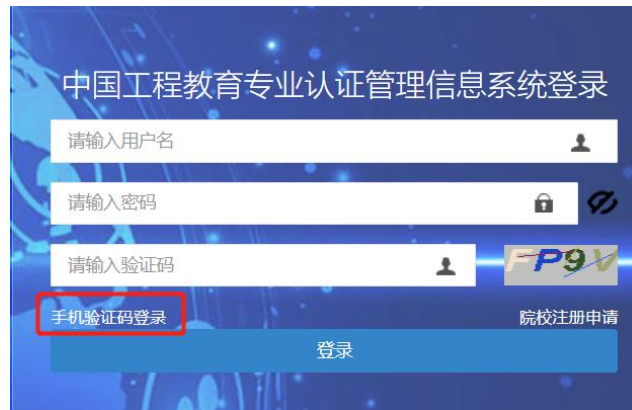 中国工程教育专业认证管理信息系统登录
请输入用户名
请输入密码
请输入验证码
FP9V
手机验证码登录
院校注册申请
登录